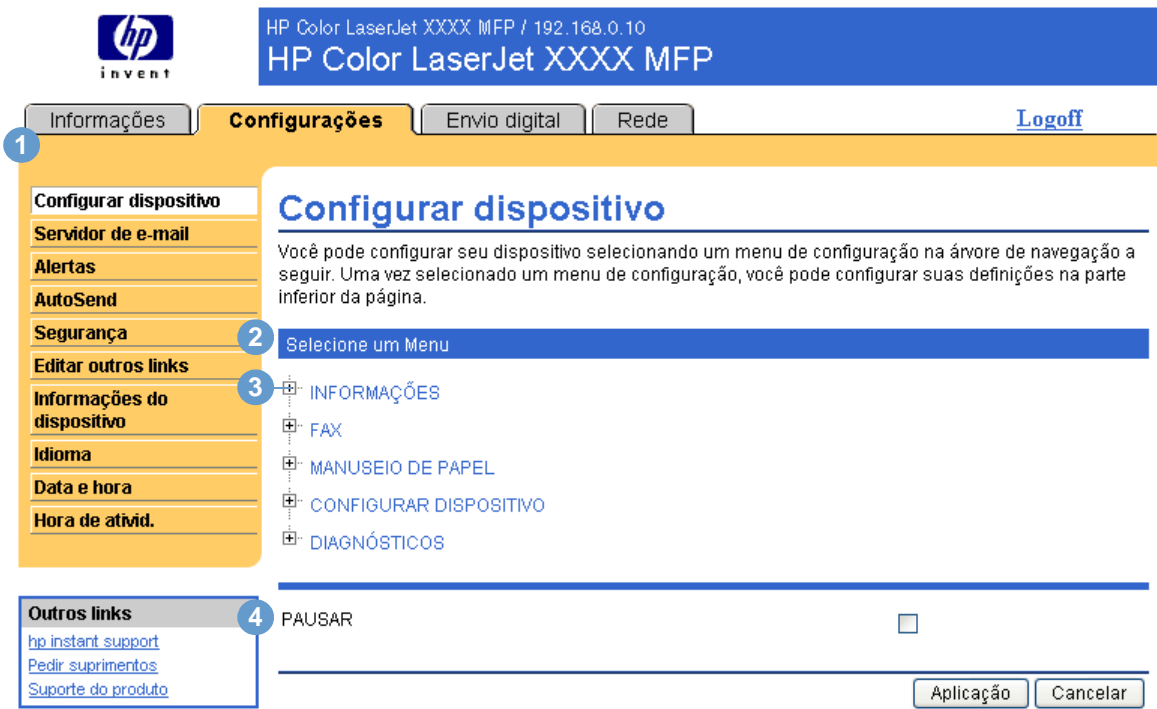 hp
invent
HP Color LaserJet XXXX MFP / 192.168.0.10
HP Color LaserJet XXXX MFP
Informações
Configurações
Envio digital
Rede
Logoff
1
Configurar dispositivo
Servidor de e-mail
Alertas
AutoSend
Segurança
Editar outros links
Informações do
dispositivo
Idioma
Data e hora
Hora de ativid.
Configurar dispositivo
Você pode configurar seu dispositivo selecionando um menu de configuração na árvore de navegação a
seguir. Uma vez selecionado um menu de configuração, você pode configurar suas definições na parte
inferior da página.
2
Selecione um Menu
3
INFORMAÇÕES
FAX
MANUSEIO DE PAPEL
CONFIGURAR DISPOSITIVO
DIAGNÓSTICOS
Outros links
hp instant support
Pedir suprimentos
Suporte do produto
4
PAUSAR
Aplicação
Cancelar